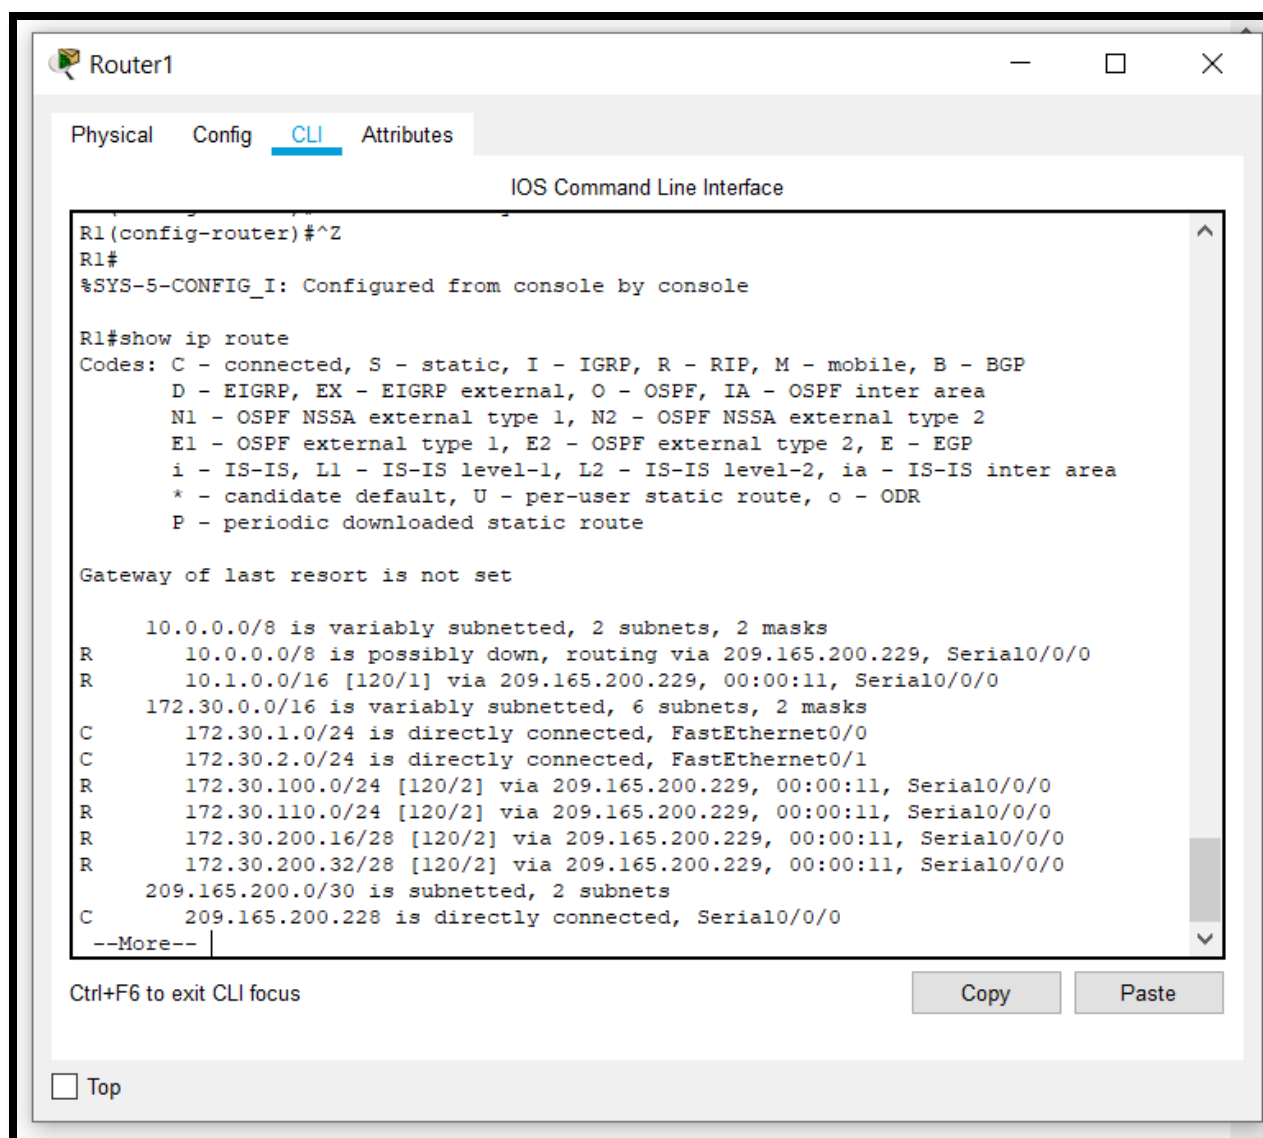 Router1
Physical Config CLI Attributes
IOS Command Line Interface
R1(config-router)#^Z
R1#
%SYS-5-CONFIG_I: Configured from console by console
R1#show ip route
Codes: C - connected, S - static, I - IGRP, R - RIP, M - mobile, B - BGP
D - EIGRP, EX - EIGRP external, O - OSPF, IA - OSPF inter area
N1 - OSPF NSSA external type 1, N2 - OSPF NSSA external type 2
E1 - OSPF external type 1, E2 - OSPF external type 2, E - EGP
i - IS-IS, L1 - IS-IS level-1, L2 - IS-IS level-2, ia - IS-IS inter area
* - candidate default, U - per-user static route, o - ODR
P - periodic downloaded static route
Gateway of last resort is not set
10.0.0.0/8 is variably subnetted, 2 subnets, 2 masks
R 10.0.0.0/8 is possibly down, routing via 209.165.200.229, Serial0/0/0
R 10.1.0.0/16 [120/1] via 209.165.200.229, 00:00:11, Serial0/0/0
172.30.0.0/16 is variably subnetted, 6 subnets, 2 masks
C 172.30.1.0/24 is directly connected, FastEthernet0/0
C 172.30.2.0/24 is directly connected, FastEthernet0/1
R 172.30.100.0/24 [120/2] via 209.165.200.229, 00:00:11, Serial0/0/0
R 172.30.110.0/24 [120/2] via 209.165.200.229, 00:00:11, Serial0/0/0
R 172.30.200.16/28 [120/2] via 209.165.200.229, 00:00:11, Serial0/0/0
R 172.30.200.32/28 [120/2] via 209.165.200.229, 00:00:11, Serial0/0/0
209.165.200.0/30 is subnetted, 2 subnets
C 209.165.200.228 is directly connected, Serial0/0/0
--More--
Ctrl+F6 to exit CLI focus
Copy Paste
Top